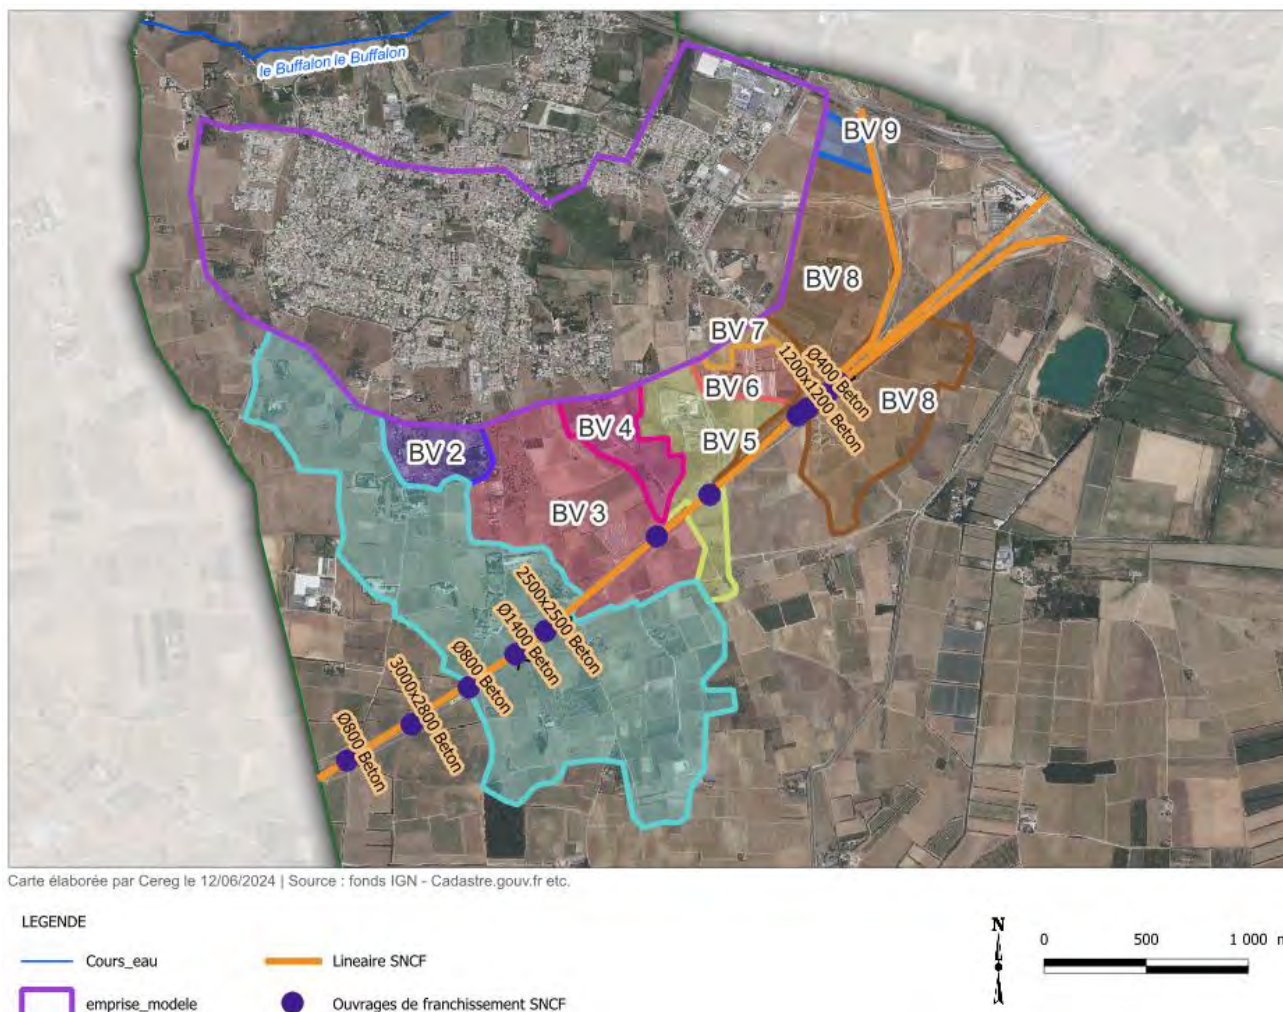 le Buffalon le Buffalon
BV 9
BV 8
BV 7
Ø400 Beton
1200x1200 Beton
BV 6
BV 8
BV 4
BV 2
BV 5
BV 3
2500x2500 Beton
Ø1400 Beton
Ø800 Beton
3000x2800 Beton
Ø800 Beton
Carte élaborée par Cereg le 12/06/2024 | Source : fonds IGN - Cadastre.gouv.fr etc.
LEGENDE
N
0 500 1 000 m
Cours_eau
Lineaire SNCF
emprise_modele
Ouvrages de franchissement SNCF